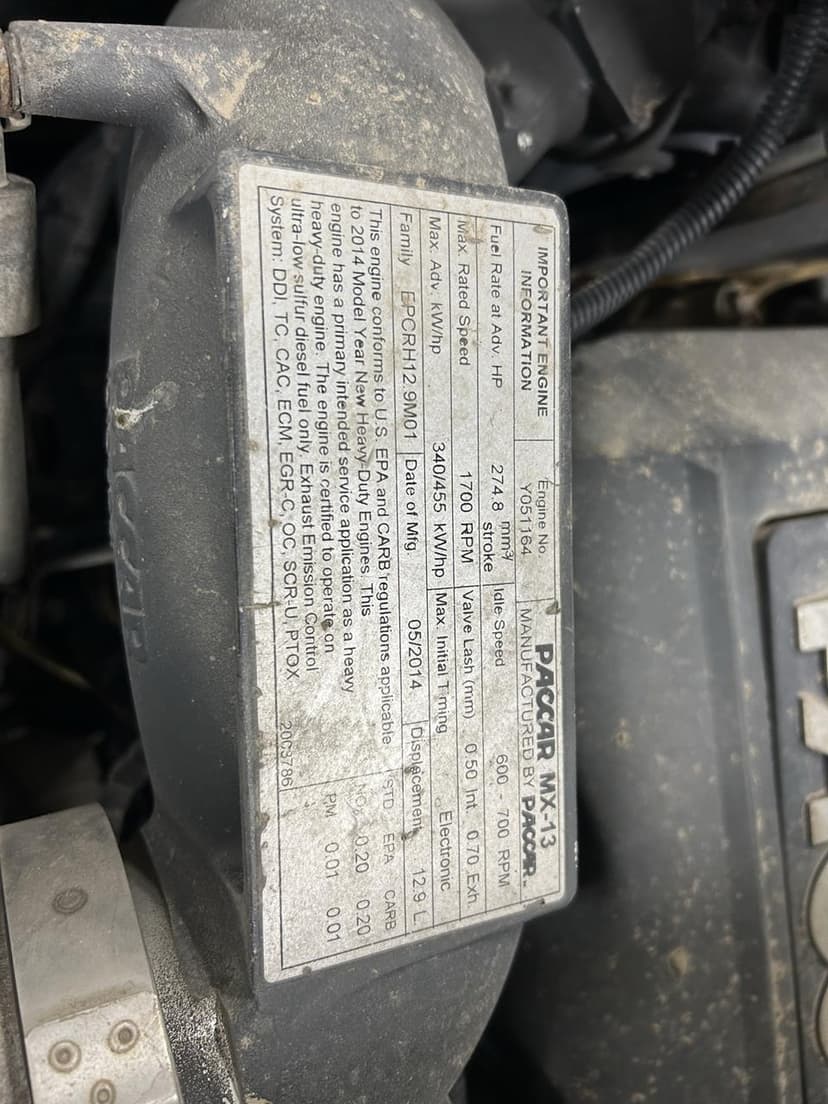 IMPORTANT ENGINE
INFORMATION
Engine No.
Y051164
PACCAR MX-13
MANUFACTURED BY PACCAR
Fuel Rate at Adv. HP 274.8 mm³ stroke Idle Speed 600 - 700 RPM
Max. Rated Speed 1700 RPM Valve Lash (mm) 0.50 Int. 0.70 Exh.
Max. Adv. kW/hp 340/455 kW/hp Max. Initial Timing Electronic
Family EPCRH12.9M01 Date of Mfg 05/2014 Displacement 12.9 L
This engine conforms to U.S. EPA and CARB regulations applicable
to 2014 Model Year New Heavy-Duty Engines. This
engine has a primary intended service application as a heavy
heavy-duty engine. The engine is certified to operate on
ultra-low sulfur diesel fuel only. Exhaust Emission Control
System: DDI, TC, CAC, ECM, EGR-C, OC, SCR-U, PTOX
STD EPA CARB
NOx 0.20 0.20
PM 0.01 0.01
2003786
PACCAR